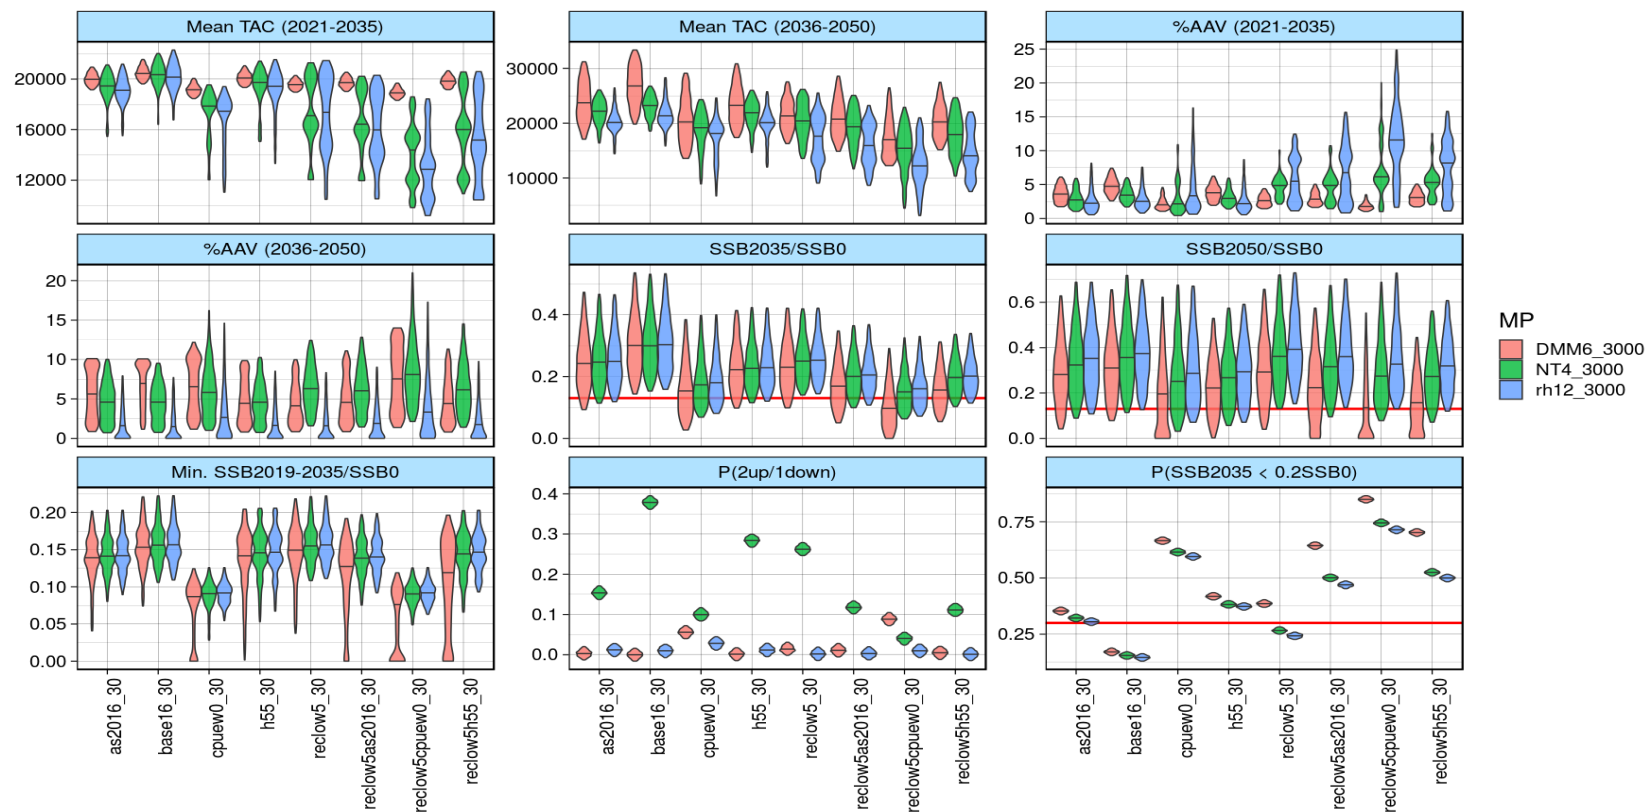 Mean TAC (2021-2035)
Mean TAC (2036-2050)
%AAV (2021-2035)
20000
16000
12000
30000
20000
10000
25
20
15
10
5
0
%AAV (2036-2050)
SSB2035/SSB0
SSB2050/SSB0
20
15
10
5
0
0.4
0.2
0.0
0.6
0.4
0.2
0.0
MP
DMM6_3000
NT4_3000
rh12_3000
Min. SSB2019-2035/SSB0
P(2up/1down)
P(SSB2035 < 0.2SSB0)
0.20
0.15
0.10
0.05
0.00
0.4
0.3
0.2
0.1
0.0
0.75
0.50
0.25
as2016_30
base16_30
cpuew0_30
h55_30
reclow5_30
reclow5as2016_30
reclow5cpuew0_30
reclow5h55_30
as2016_30
base16_30
cpuew0_30
h55_30
reclow5_30
reclow5as2016_30
reclow5cpuew0_30
reclow5h55_30
as2016_30
base16_30
cpuew0_30
h55_30
reclow5_30
reclow5as2016_30
reclow5cpuew0_30
reclow5h55_30